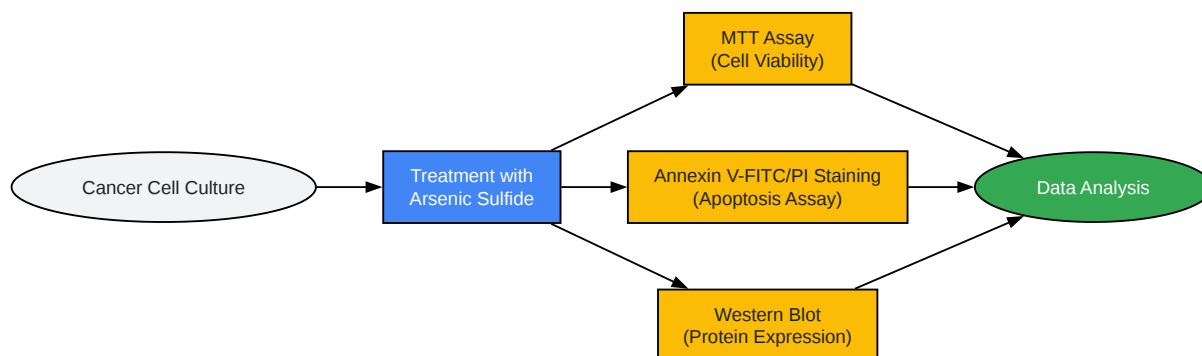 Cancer Cell Culture
Treatment with
Arsenic Sulfide
MTT Assay
(Cell Viability)
Annexin V-FITC/PI Staining
(Apoptosis Assay)
Western Blot
(Protein Expression)
Data Analysis